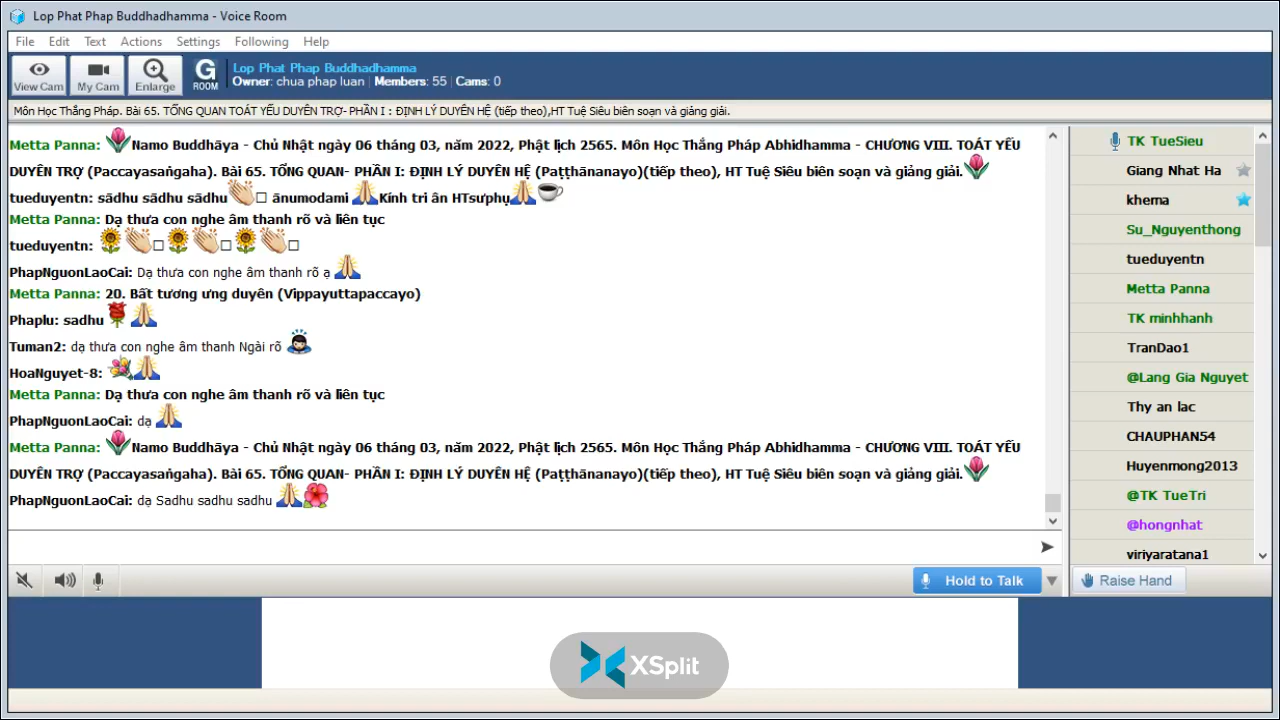 Lop Phat Phap Buddhadhamma - Voice Room
File Edit Text Actions Settings Following Help
View Cam My Cam Enlarge G ROOM
Lop Phat Phap Buddhadhamma
Owner: chua phap luan | Members: 55 | Cams: 0
Môn Học Thắng Pháp. Bài 65. TỔNG QUAN TOÁT YẾU DUYÊN TRỢ- PHẦN I : ĐỊNH LÝ DUYÊN HỆ (tiếp theo),HT Tuệ Siêu biên soạn và giảng giải.
Metta Panna: Namo Buddhāya - Chủ Nhật ngày 06 tháng 03, năm 2022, Phật lịch 2565. Môn Học Thắng Pháp Abhidhamma - CHƯƠNG VIII. TOÁT YẾU
DUYÊN TRỢ (Paccayasaṅgaha). Bài 65. TỔNG QUAN- PHẦN I: ĐỊNH LÝ DUYÊN HỆ (Paṭṭhānanayo)(tiếp theo), HT Tuệ Siêu biên soạn và giảng giải.
tueduyentn: sādhu sādhu sādhu ānumodami Kính tri ân HTsưphụ
Metta Panna: Dạ thưa con nghe âm thanh rõ và liên tục
tueduyentn:
PhapNguonLaoCai: Dạ thưa con nghe âm thanh rõ ạ
Metta Panna: 20. Bất tương ưng duyên (Vippayuttapaccayo)
Phaplu: sadhu
Tuman2: dạ thưa con nghe âm thanh Ngài rõ
HoaNguyet-8:
Metta Panna: Dạ thưa con nghe âm thanh rõ và liên tục
PhapNguonLaoCai: dạ
Metta Panna: Namo Buddhāya - Chủ Nhật ngày 06 tháng 03, năm 2022, Phật lịch 2565. Môn Học Thắng Pháp Abhidhamma - CHƯƠNG VIII. TOÁT YẾU
DUYÊN TRỢ (Paccayasaṅgaha). Bài 65. TỔNG QUAN- PHẦN I: ĐỊNH LÝ DUYÊN HỆ (Paṭṭhānanayo)(tiếp theo), HT Tuệ Siêu biên soạn và giảng giải.
PhapNguonLaoCai: dạ Sadhu sadhu sadhu
TK TueSieu
Giang Nhat Ha
khema
Su_Nguyenthong
tueduyentn
Metta Panna
TK minhhanh
TranDao1
@Lang Gia Nguyet
Thy an lac
CHAUPHAN54
Huyenmong2013
@TK TueTri
@hongnhat
viriyaratana1
Hold to Talk
Raise Hand
XSplit